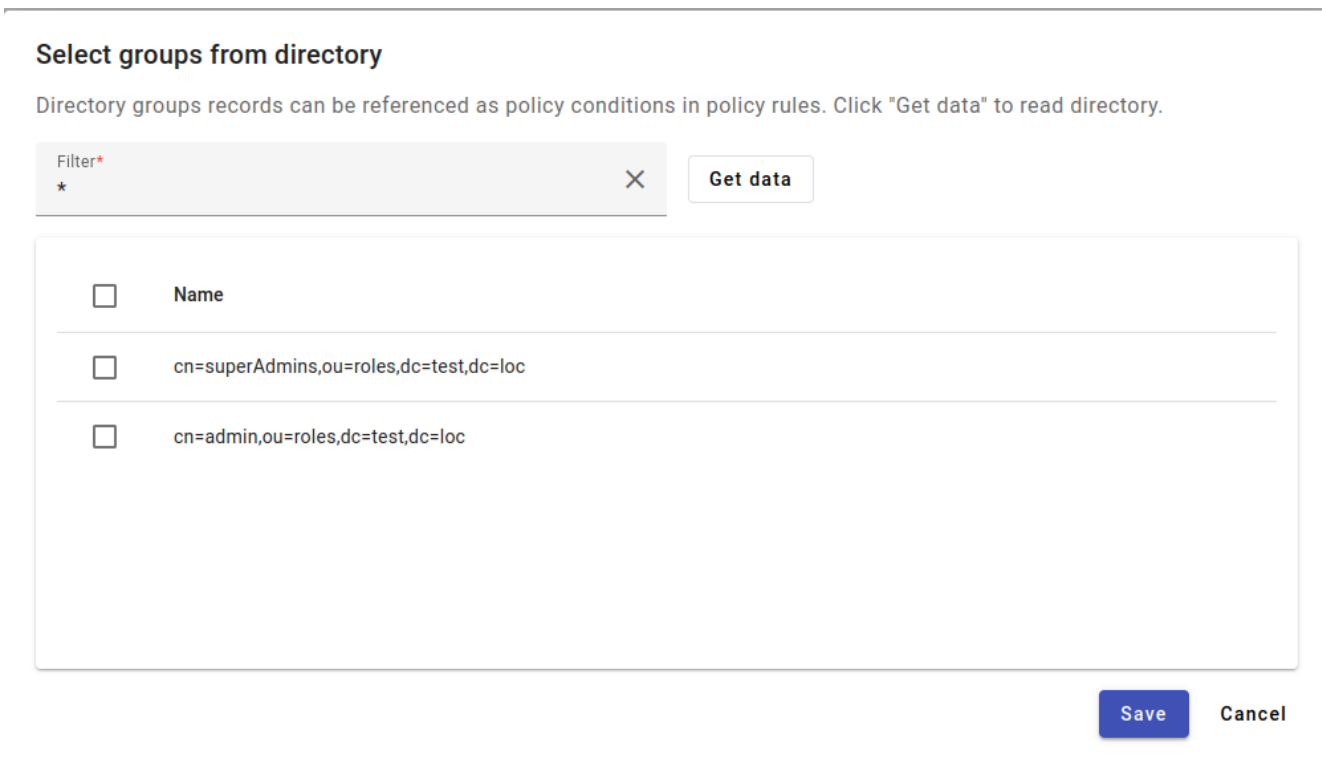 Select groups from directory
Directory groups records can be referenced as policy conditions in policy rules. Click "Get data" to read directory.
Filter*
*
Get data
Name
cn=superAdmins,ou=roles,dc=test,dc=loc
cn=admin,ou=roles,dc=test,dc=loc
Save Cancel